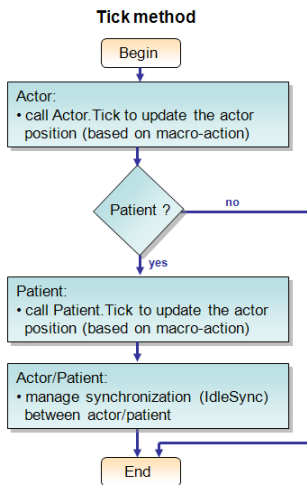 Tick method
Begin
Actor:
• call Actor.Tick to update the actor
position (based on macro-action)
Patient ?
no
yes
Patient:
• call Patient.Tick to update the actor
position (based on macro-action)
Actor/Patient:
• manage synchronization (IdleSync)
between actor/patient
End